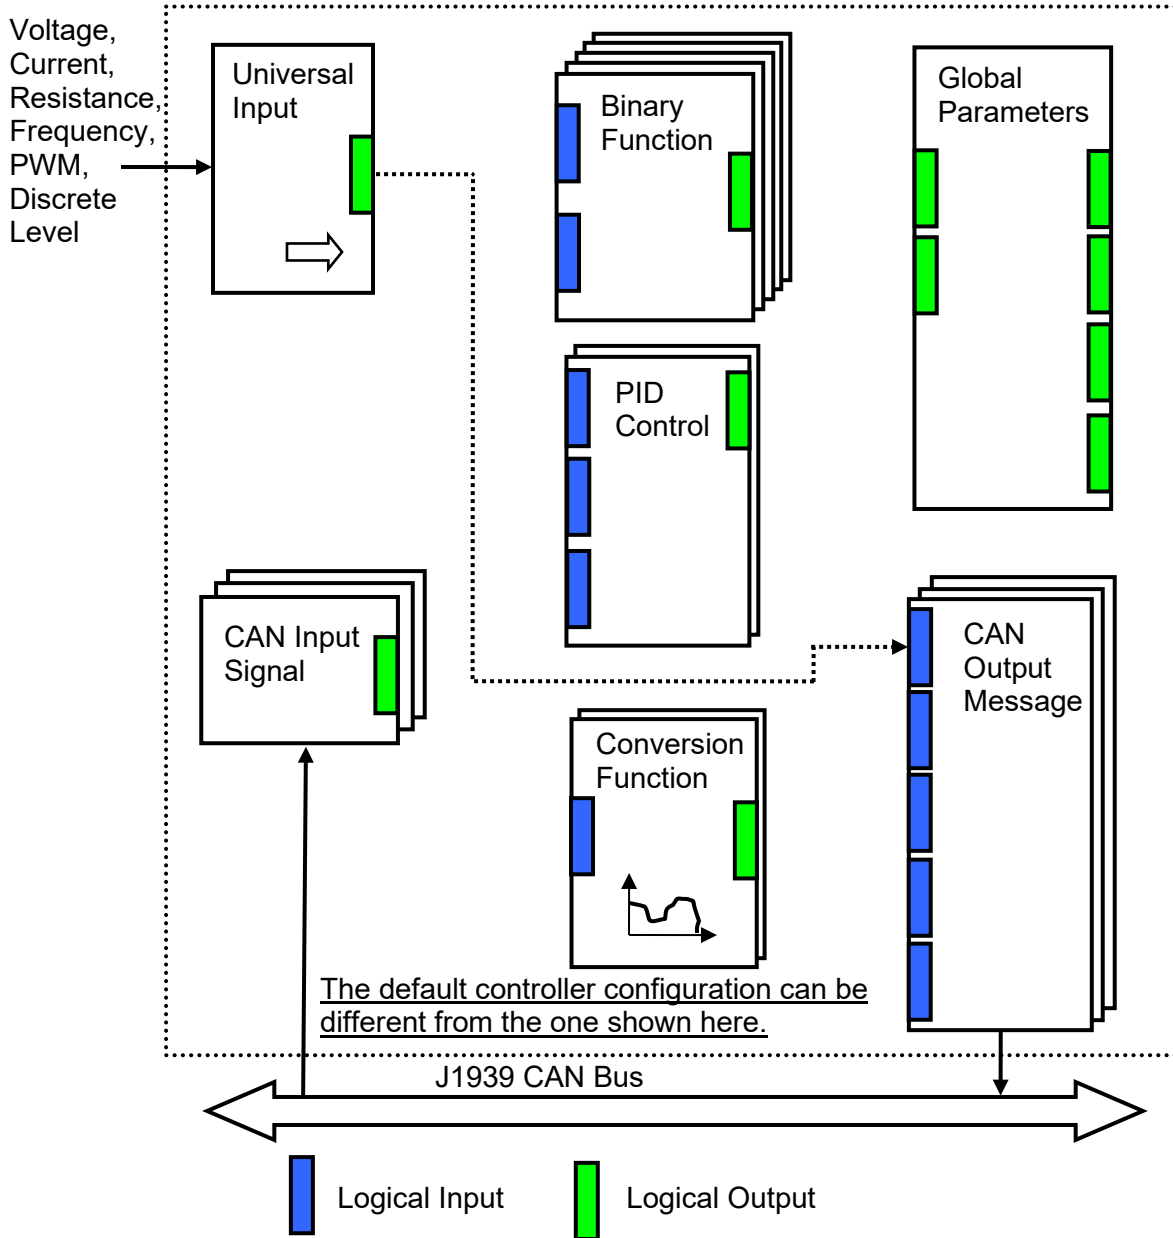 Voltage,
Current,
Resistance,
Frequency,
PWM,
Discrete
Level
Universal
Input
Binary
Function
Global
Parameters
PID
Control
CAN Input
Signal
CAN
Output
Message
Conversion
Function
The default controller configuration can be
different from the one shown here.
J1939 CAN Bus
Logical Input
Logical Output